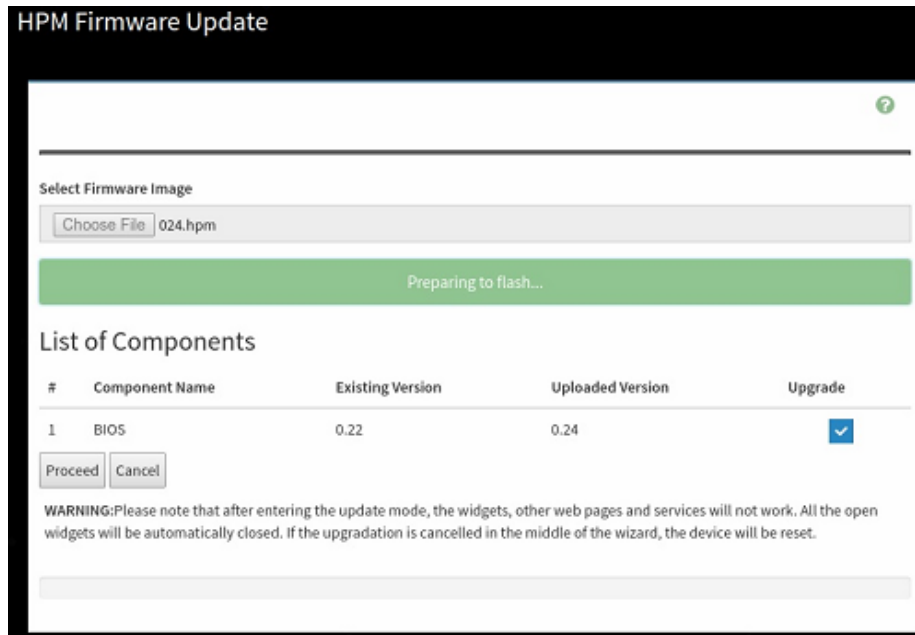 HPM Firmware Update
Select Firmware Image
Choose File 024.hpm
Preparing to flash...
List of Components
# Component Name Existing Version Uploaded Version Upgrade
1 BIOS 0.22 0.24
Proceed Cancel
WARNING:Please note that after entering the update mode, the widgets, other web pages and services will not work. All the open
widgets will be automatically closed. If the upgradation is cancelled in the middle of the wizard, the device will be reset.